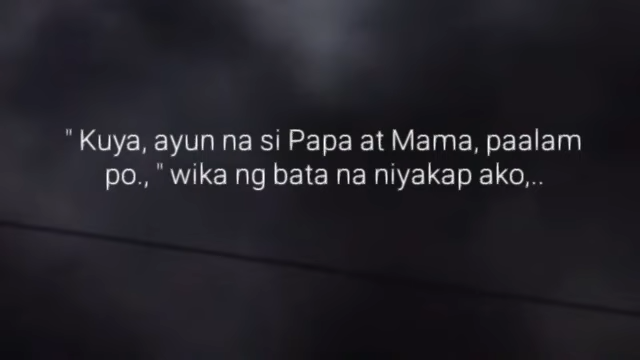 " Kuya, ayun na si Papa at Mama, paalam
po., " wika ng bata na niyakap ako,..